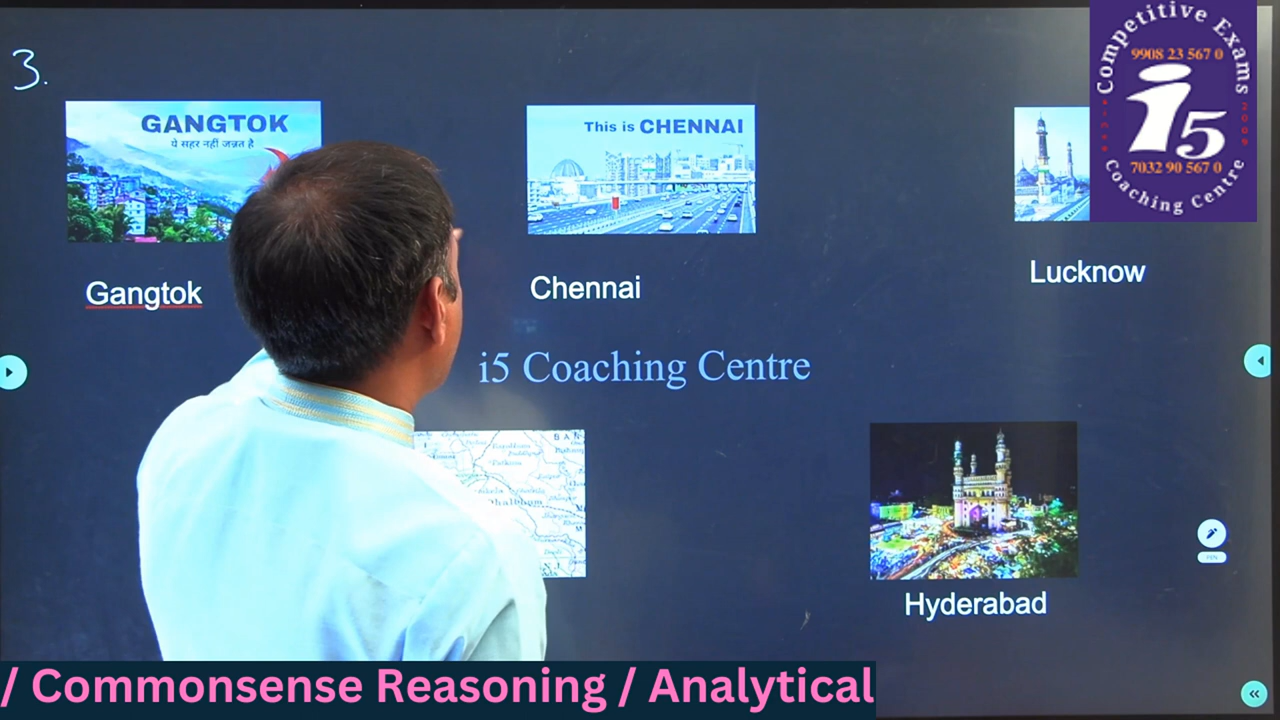 3.
GANGTOK
ये सहर नहीं जन्नत है
Gangtok
This is CHENNAI
Chennai
Lucknow
Competitive Exams
9908 23 567 0
i5
7032 90 567 0
Coaching Centre
i5 Coaching Centre
Dhalbhum
Hyderabad
/ Commonsense Reasoning / Analytical